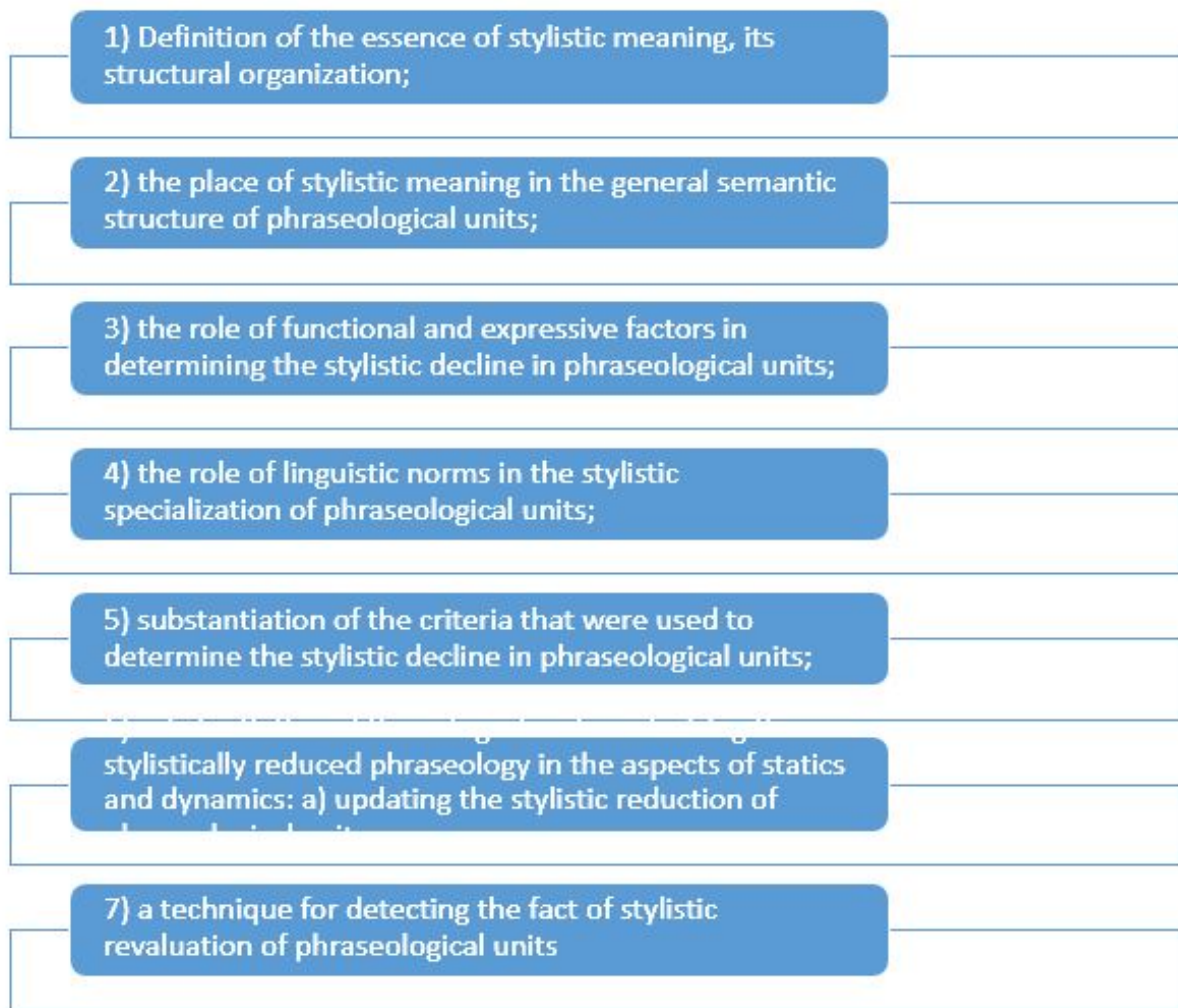 1) Definition of the essence of stylistic meaning, its
structural organization;
2) the place of stylistic meaning in the general semantic
structure of phraseological units;
3) the role of functional and expressive factors in
determining the stylistic decline in phraseological units;
4) the role of linguistic norms in the stylistic
specialization of phraseological units;
5) substantiation of the criteria that were used to
determine the stylistic decline in phraseological units;
stylistically reduced phraseology in the aspects of statics
and dynamics: a) updating the stylistic reduction of
7) a technique for detecting the fact of stylistic
revaluation of phraseological units